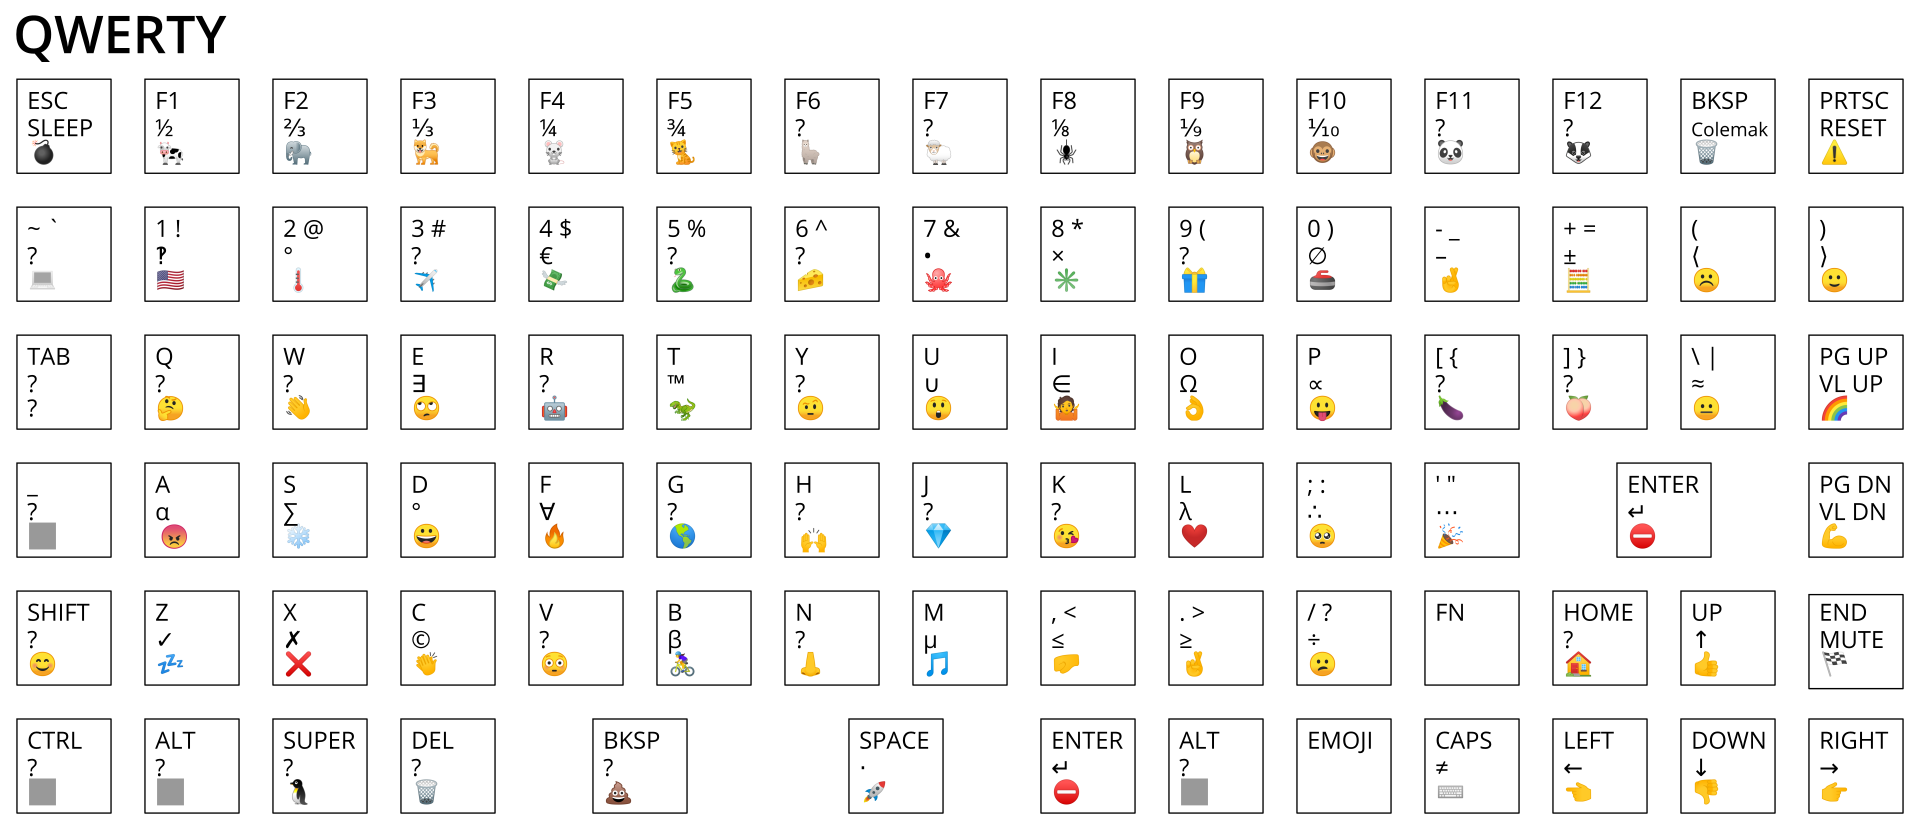 QWERTY
ESC F1 F2 F3 F4 F5 F6 F7 F8 F9 F10 F11 F12 BKSP PRTSC
SLEEP ½ ⅔ ⅓ ¼ ¾ ? ? ⅛ ⅑ ⅒ ? ? Colemak RESET
💣 🐄 🐘 🐕 🐁 🐆 🦙 🐑 🕷 🦉 🐵 🐼 🦡 🗑 ⚠
~ ` 1 ! 2 @ 3 # 4 $ 5 % 6 ^ 7 & 8 * 9 ( 0 ) - _ + = ( )
? ‽ ° ? € ? ? • × ? ∅ – ± ⟨ ⟩
💻 🇺🇸 🌡 ✈ 💸 🐍 🧀 🐙 ✳ 🎁 🥌 🤞 🧮 🙁 🙂
TAB Q W E R T Y U I O P [ { ] } \ | PG UP
? ? ? ∃ ? ™ ? ∪ ∈ Ω ∝ ? ? ≈ VL UP
? 🤔 👋 🙄 🤖 🦖 🤨 😲 🤷 👌 😛 🍆 🍑 😐 🌈
_ A S D F G H J K L ; : ' " ENTER PG DN
? α ∑ ° ∀ ? ? ? ? λ ∴ ⋯ ↵ VL DN
😡 ❄ 😀 🔥 🌎 🙌 💎 😘 ❤ 🥺 🎉 ⛔ 💪
SHIFT Z X C V B N M , < . > / ? FN HOME UP END
? ✓ ✗ © ? β ? µ ≤ ≥ ÷ ? ↑ MUTE
😊 💤 ❌ 👏 😳 🚴 👃 🎵 🤛 🤞 😕 🏠 👍 🏁
CTRL ALT SUPER DEL BKSP SPACE ENTER ALT EMOJI CAPS LEFT DOWN RIGHT
? ? ? ? ? · ↵ ? ≠ ← ↓ →
🐧 🗑 💩 🚀 ⛔ ⌨ 👈 👎 👉